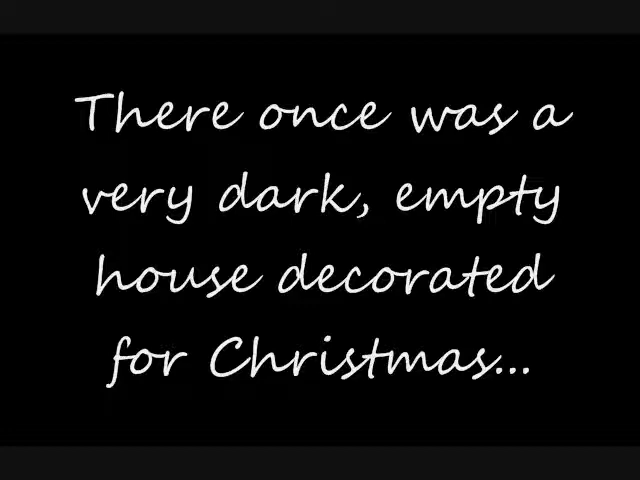 There once was a
very dark, empty
house decorated
for Christmas...